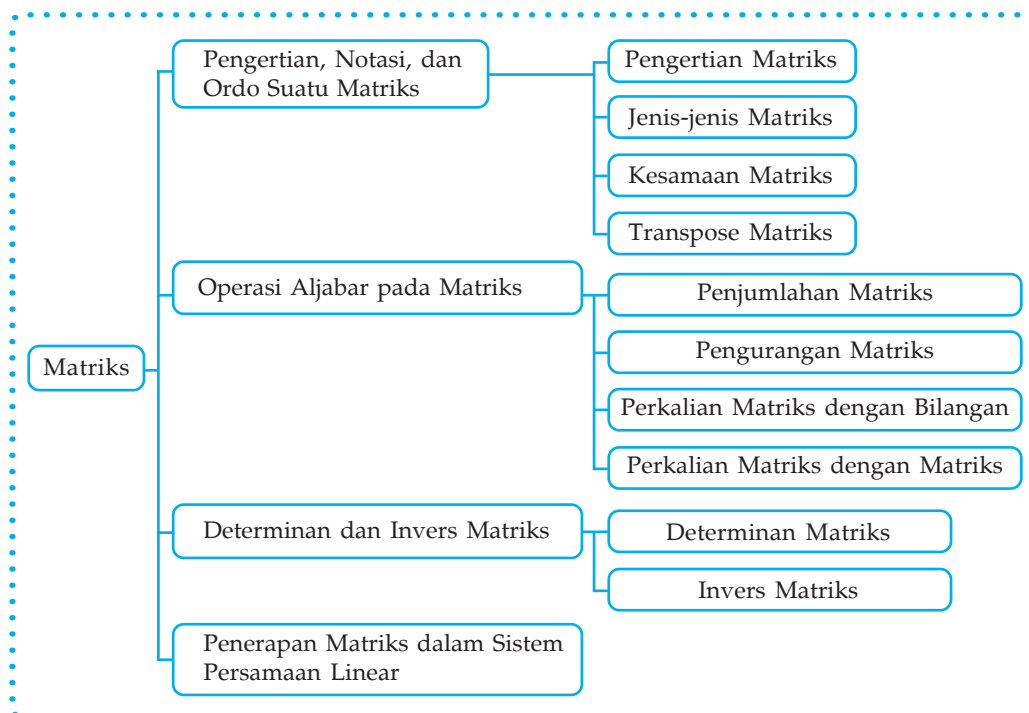 Matriks
Pengertian, Notasi, dan
Ordo Suatu Matriks
Pengertian Matriks
Jenis-jenis Matriks
Kesamaan Matriks
Transpose Matriks
Operasi Aljabar pada Matriks
Penjumlahan Matriks
Pengurangan Matriks
Perkalian Matriks dengan Bilangan
Perkalian Matriks dengan Matriks
Determinan dan Invers Matriks
Determinan Matriks
Invers Matriks
Penerapan Matriks dalam Sistem
Persamaan Linear